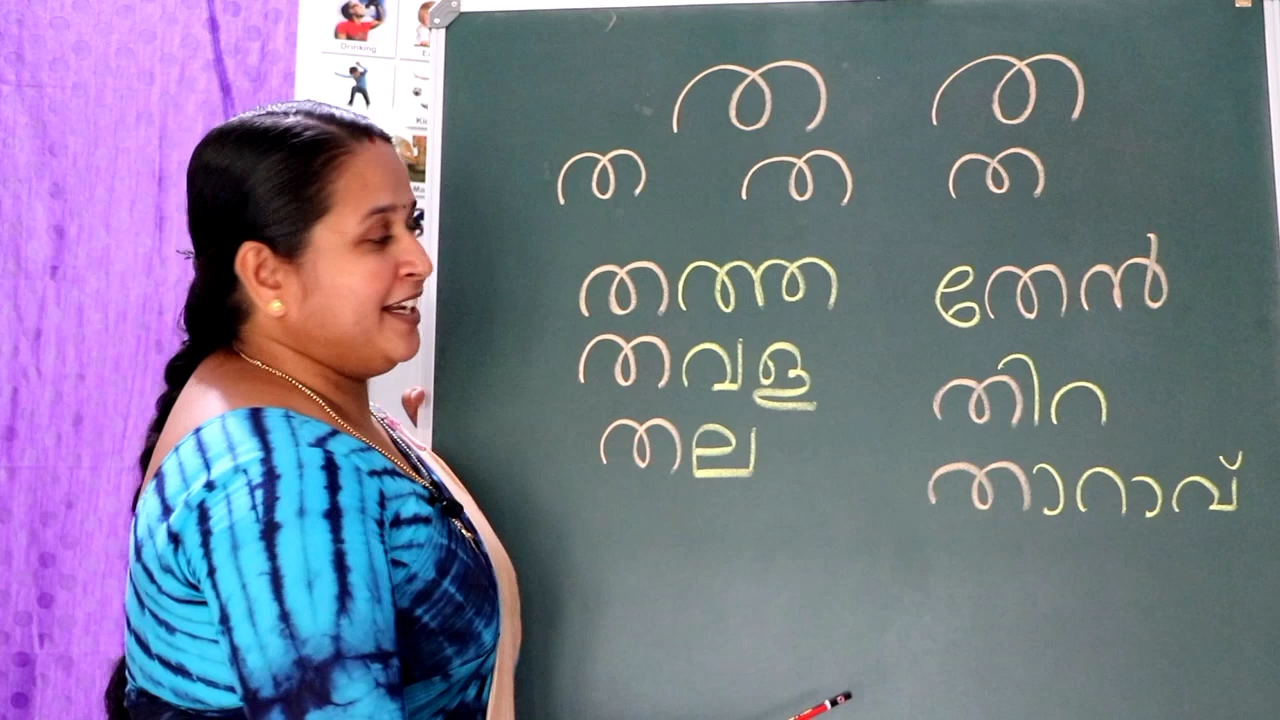 ത ത
ത ത ത
തത്ത തേൻ
തവള തിറ
തല താറാവ്
Drinking